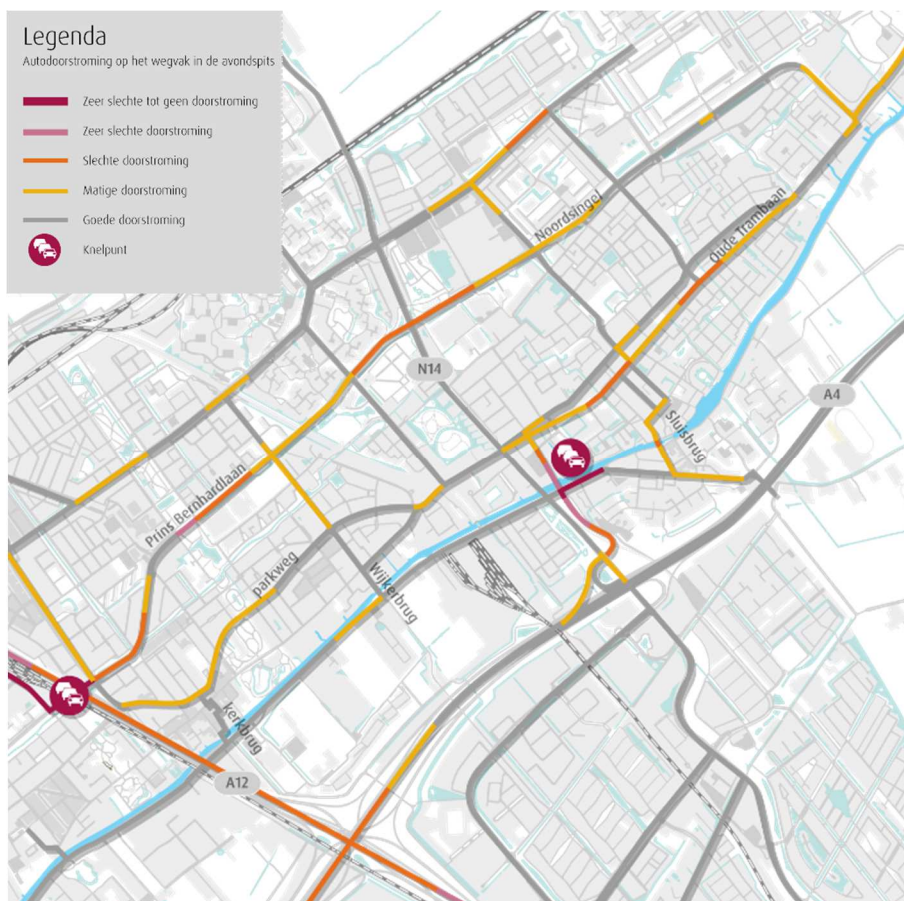 Legenda
Autodoorstroming op het wegvak in de avondspits
Zeer slechte tot geen doorstroming
Zeer slechte doorstroming
Slechte doorstroming
Matige doorstroming
Goede doorstroming
Knelpunt
Noordsingel
Oude Trambaan
N14
A4
Sluisbrug
Prins Bernhardlaan
parkweg
Wijkerbrug
kerkbrug
A12